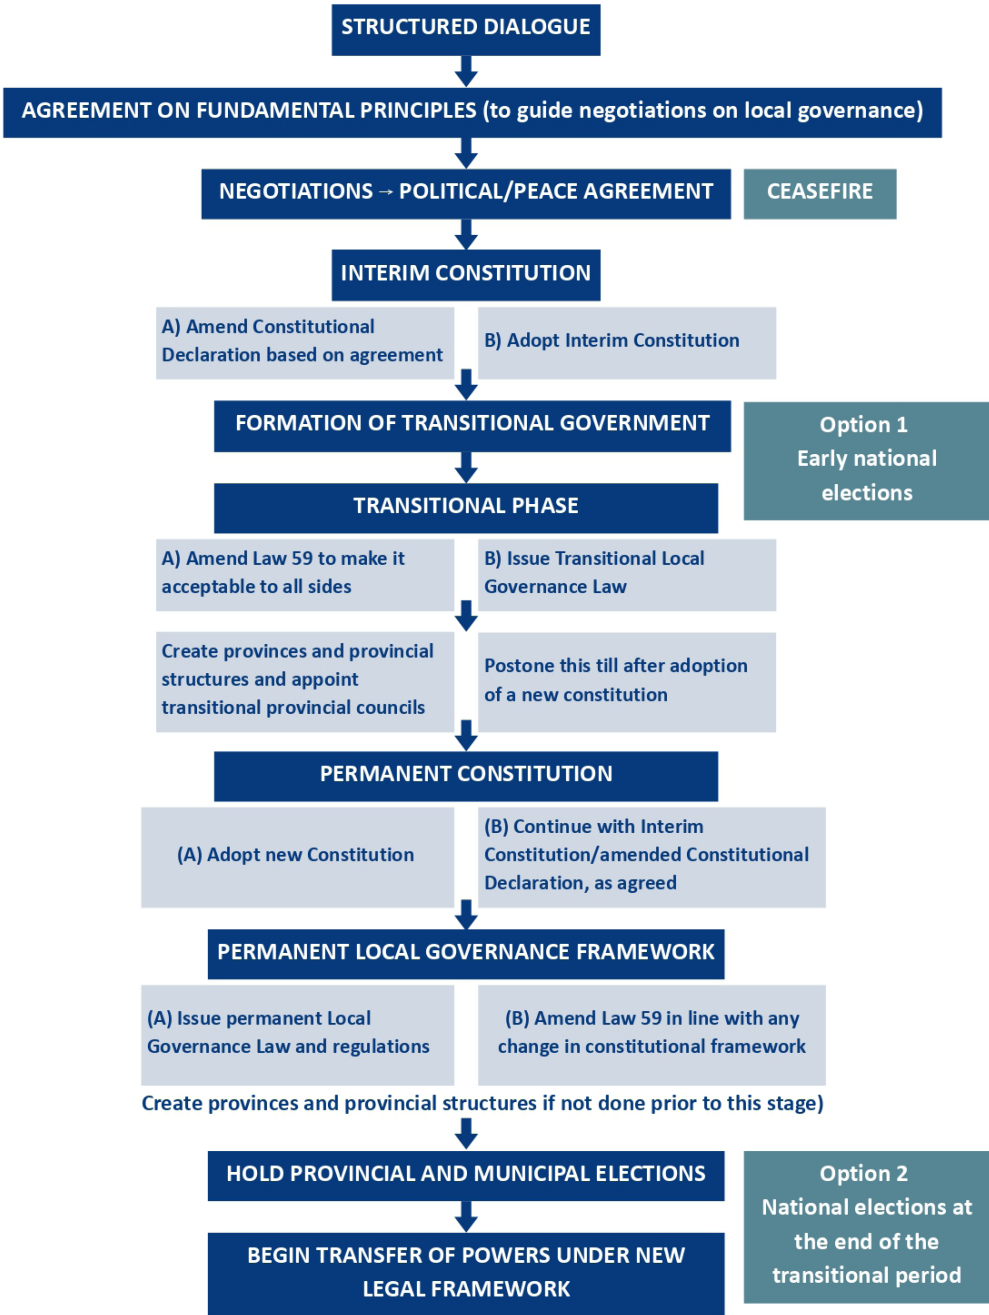 STRUCTURED DIALOGUE
AGREEMENT ON FUNDAMENTAL PRINCIPLES (to guide negotiations on local governance)
NEGOTIATIONS → POLITICAL/PEACE AGREEMENT
CEASEFIRE
INTERIM CONSTITUTION
A) Amend Constitutional
Declaration based on agreement
B) Adopt Interim Constitution
FORMATION OF TRANSITIONAL GOVERNMENT
Option 1
Early national
elections
TRANSITIONAL PHASE
A) Amend Law 59 to make it
acceptable to all sides
B) Issue Transitional Local
Governance Law
Create provinces and provincial
structures and appoint
transitional provincial councils
Postone this till after adoption
of a new constitution
PERMANENT CONSTITUTION
(A) Adopt new Constitution
(B) Continue with Interim
Constitution/amended Constitutional
Declaration, as agreed
PERMANENT LOCAL GOVERNANCE FRAMEWORK
(A) Issue permanent Local
Governance Law and regulations
(B) Amend Law 59 in line with any
change in constitutional framework
Create provinces and provincial structures if not done prior to this stage)
HOLD PROVINCIAL AND MUNICIPAL ELECTIONS
Option 2
National elections at
the end of the
transitional period
BEGIN TRANSFER OF POWERS UNDER NEW
LEGAL FRAMEWORK